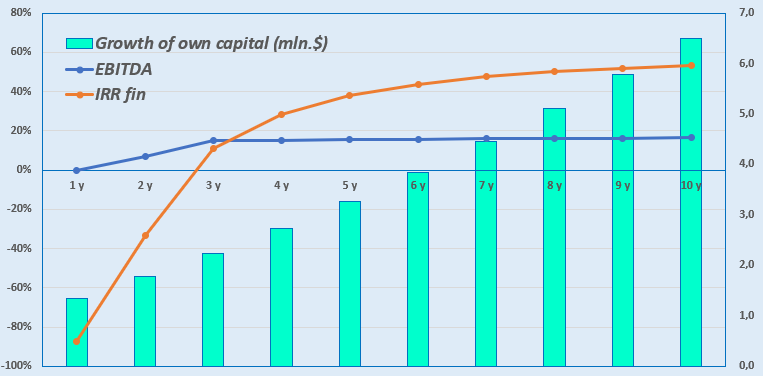 80% 7,0
60% 6,0
40% 5,0
20% 4,0
0% 3,0
-20% 2,0
-40% 1,0
-60% 0,0
-80%
-100%
Growth of own capital (mln.$)
EBITDA
IRR fin
1 y 2 y 3 y 4 y 5 y 6 y 7 y 8 y 9 y 10 y